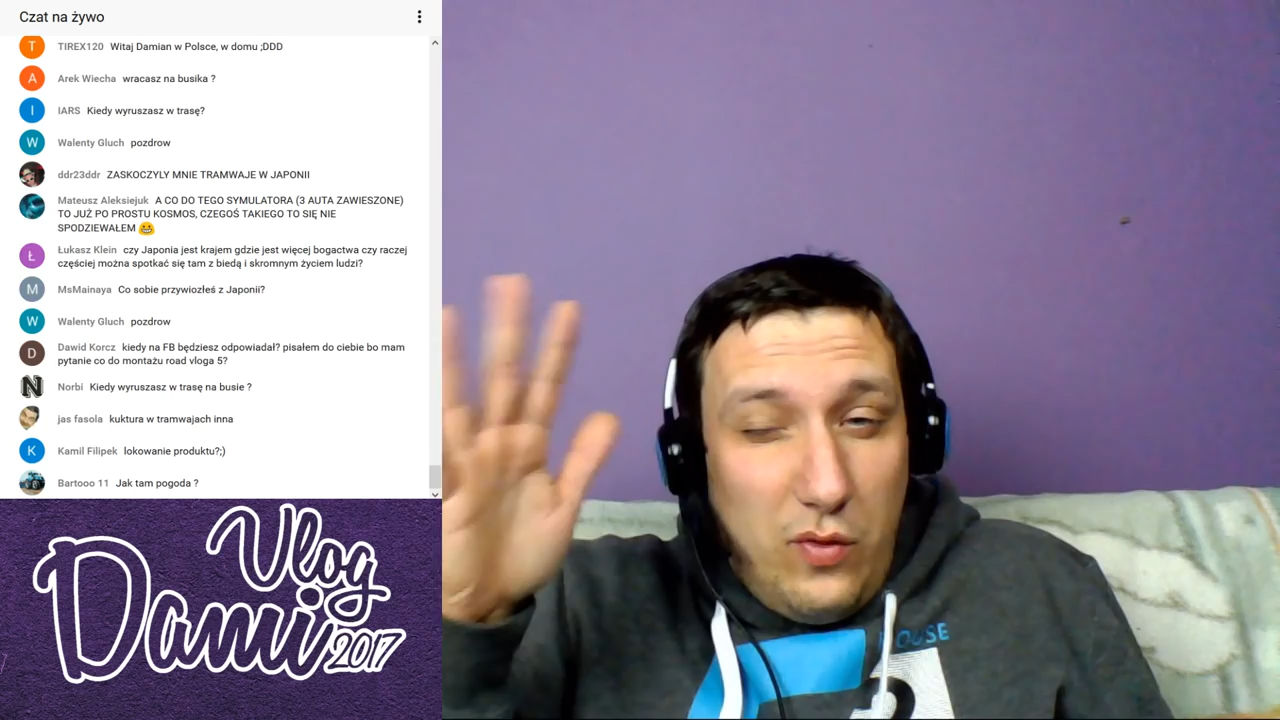 Czat na żywo
T TIREX120 Witaj Damian w Polsce, w domu ;DDD
A Arek Wiecha wracasz na busika ?
I IARS Kiedy wyruszasz w trasę?
W Walenty Gluch pozdrow
ddr23ddr ZASKOCZYLY MNIE TRAMWAJE W JAPONII
Mateusz Aleksiejuk A CO DO TEGO SYMULATORA (3 AUTA ZAWIESZONE)
TO JUŻ PO PROSTU KOSMOS, CZEGOŚ TAKIEGO TO SIĘ NIE
SPODZIEWAŁEM 😁
Ł Łukasz Klein czy Japonia jest krajem gdzie jest więcej bogactwa czy raczej
częściej można spotkać się tam z biedą i skromnym życiem ludzi?
M MsMainaya Co sobie przywiozłeś z Japonii?
W Walenty Gluch pozdrow
D Dawid Korcz kiedy na FB będziesz odpowiadał? pisałem do ciebie bo mam
pytanie co do montażu road vloga 5?
N Norbi Kiedy wyruszasz w trasę na busie ?
jas fasola kuktura w tramwajach inna
K Kamil Filipek lokowanie produktu?;)
Bartooo 11 Jak tam pogoda ?
Vlog
Dami
2017
HOUSE